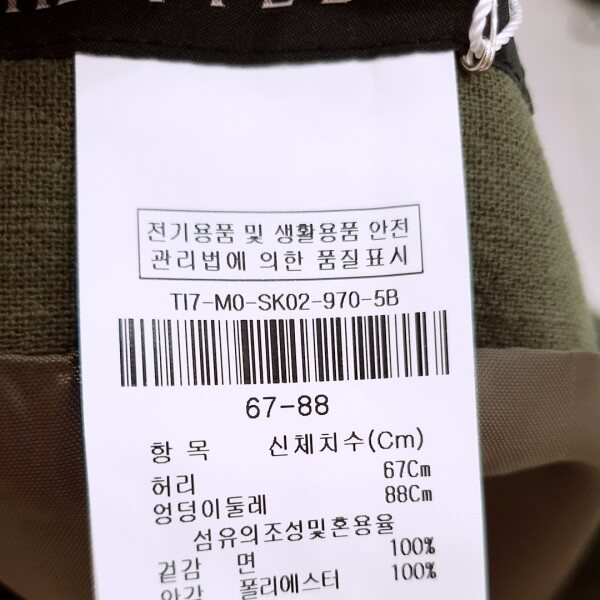 전기용품 및 생활용품 안전
관리법에 의한 품질표시
TI7-M0-SK02-970-5B
67-88
항 목 신체치수(Cm)
허리 67Cm
엉덩이둘레 88Cm
섬유의조성및혼용율
겉감 면 100%
안감 폴리에스터 100%